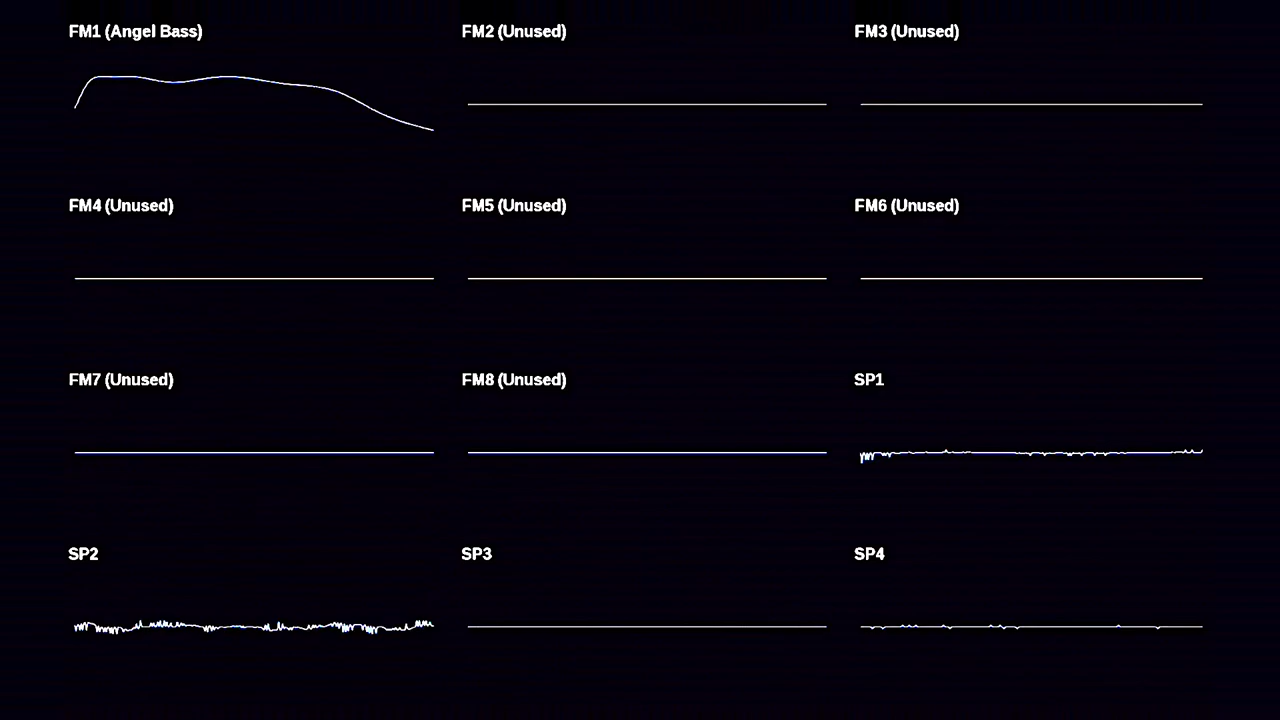 FM1 (Angel Bass)
FM2 (Unused)
FM3 (Unused)
FM4 (Unused)
FM5 (Unused)
FM6 (Unused)
FM7 (Unused)
FM8 (Unused)
SP1
SP2
SP3
SP4